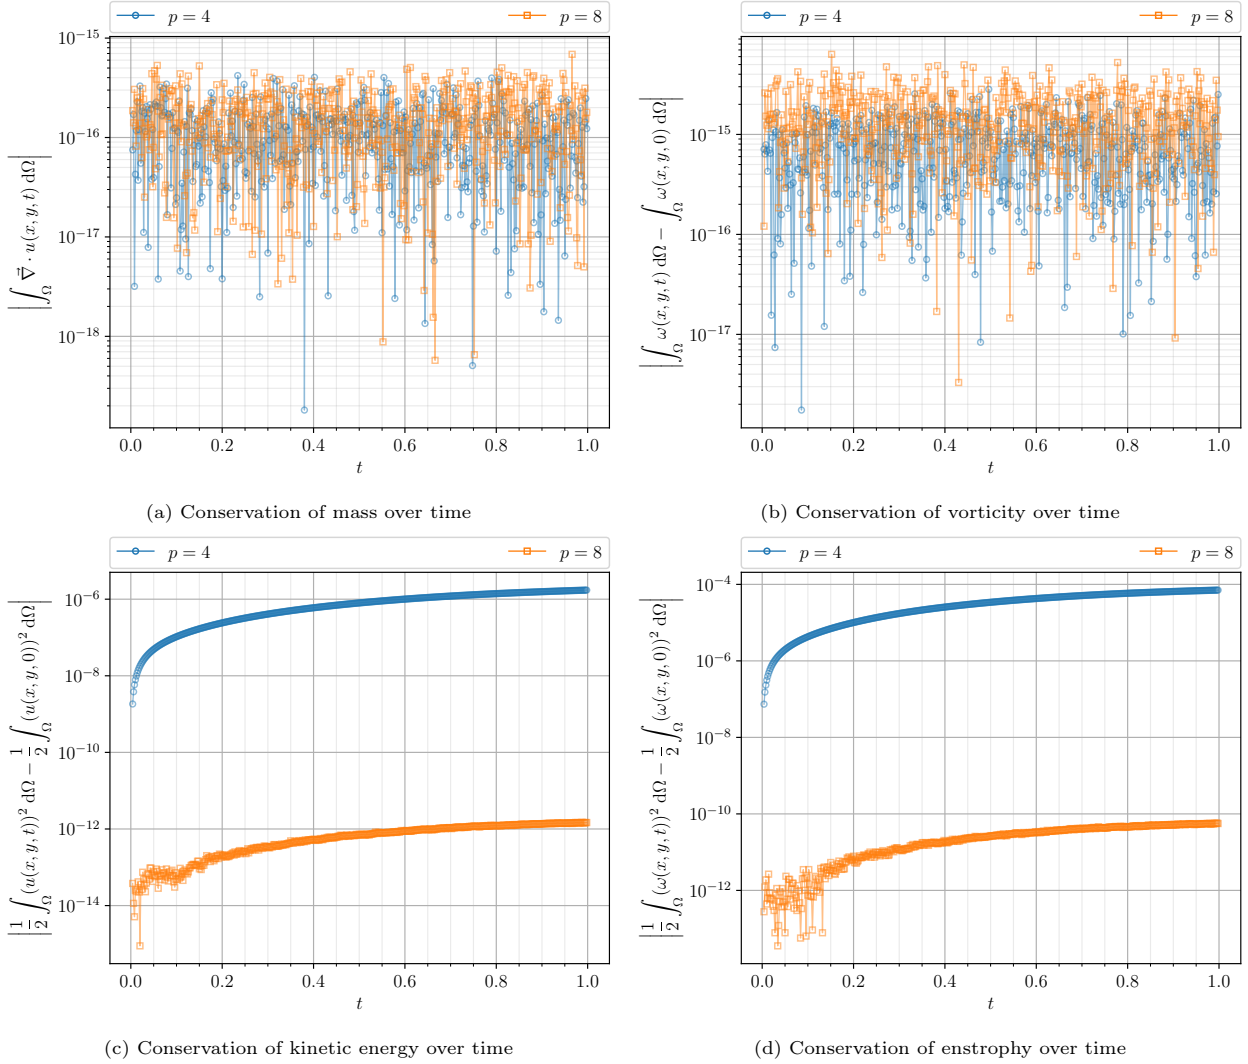 p = 4 p = 8
|∫_Ω ∇⃗ · u(x, y, t) dΩ|
10⁻¹⁵
10⁻¹⁶
10⁻¹⁷
10⁻¹⁸
0.0 0.2 0.4 0.6 0.8 1.0
t
(a) Conservation of mass over time
p = 4 p = 8
|∫_Ω ω(x, y, t) dΩ − ∫_Ω ω(x, y, 0) dΩ|
10⁻¹⁵
10⁻¹⁶
10⁻¹⁷
0.0 0.2 0.4 0.6 0.8 1.0
t
(b) Conservation of vorticity over time
p = 4 p = 8
|1/2 ∫_Ω (u(x, y, t))² dΩ − 1/2 ∫_Ω (u(x, y, 0))² dΩ|
10⁻⁶
10⁻⁸
10⁻¹⁰
10⁻¹²
10⁻¹⁴
0.0 0.2 0.4 0.6 0.8 1.0
t
(c) Conservation of kinetic energy over time
p = 4 p = 8
|1/2 ∫_Ω (ω(x, y, t))² dΩ − 1/2 ∫_Ω (ω(x, y, 0))² dΩ|
10⁻⁴
10⁻⁶
10⁻⁸
10⁻¹⁰
10⁻¹²
0.0 0.2 0.4 0.6 0.8 1.0
t
(d) Conservation of enstrophy over time